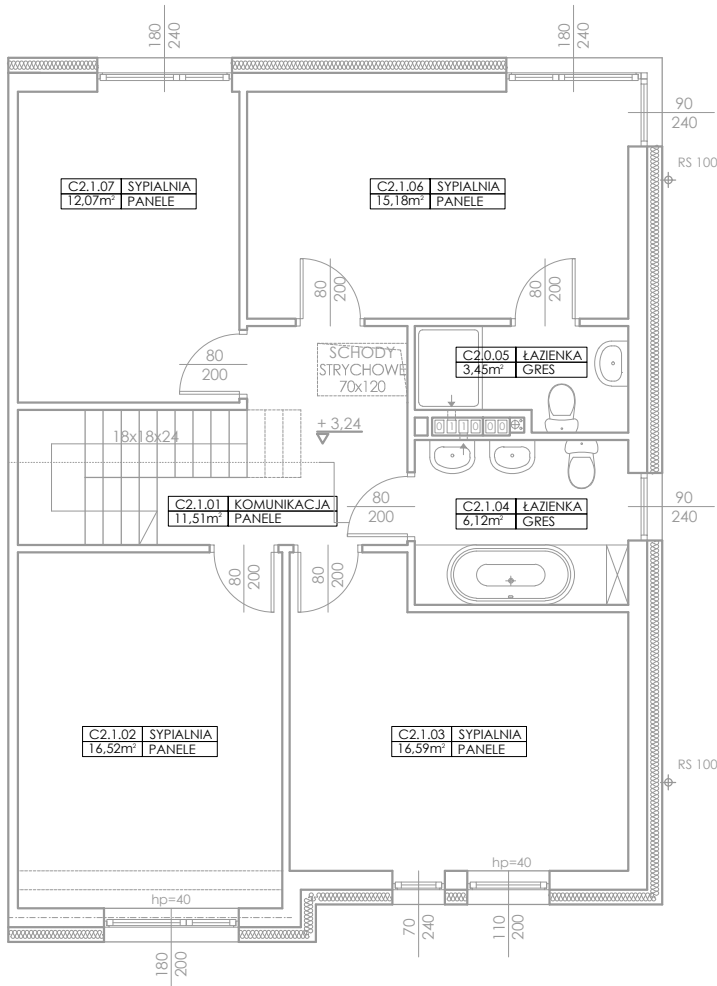 180
240
180
240
90
240
RS 100
C2.1.07 SYPIALNIA
12,07m² PANELE
C2.1.06 SYPIALNIA
15,18m² PANELE
80
200
80
200
80
200
SCHODY
STRYCHOWE
70x120
C2.0.05 ŁAZIENKA
3,45m² GRES
+ 3,24
18x18x24
C2.1.01 KOMUNIKACJA
11,51m² PANELE
80
200
C2.1.04 ŁAZIENKA
6,12m² GRES
90
240
80
200
80
200
C2.1.02 SYPIALNIA
16,52m² PANELE
C2.1.03 SYPIALNIA
16,59m² PANELE
RS 100
hp=40
hp=40
180
200
70
240
110
200